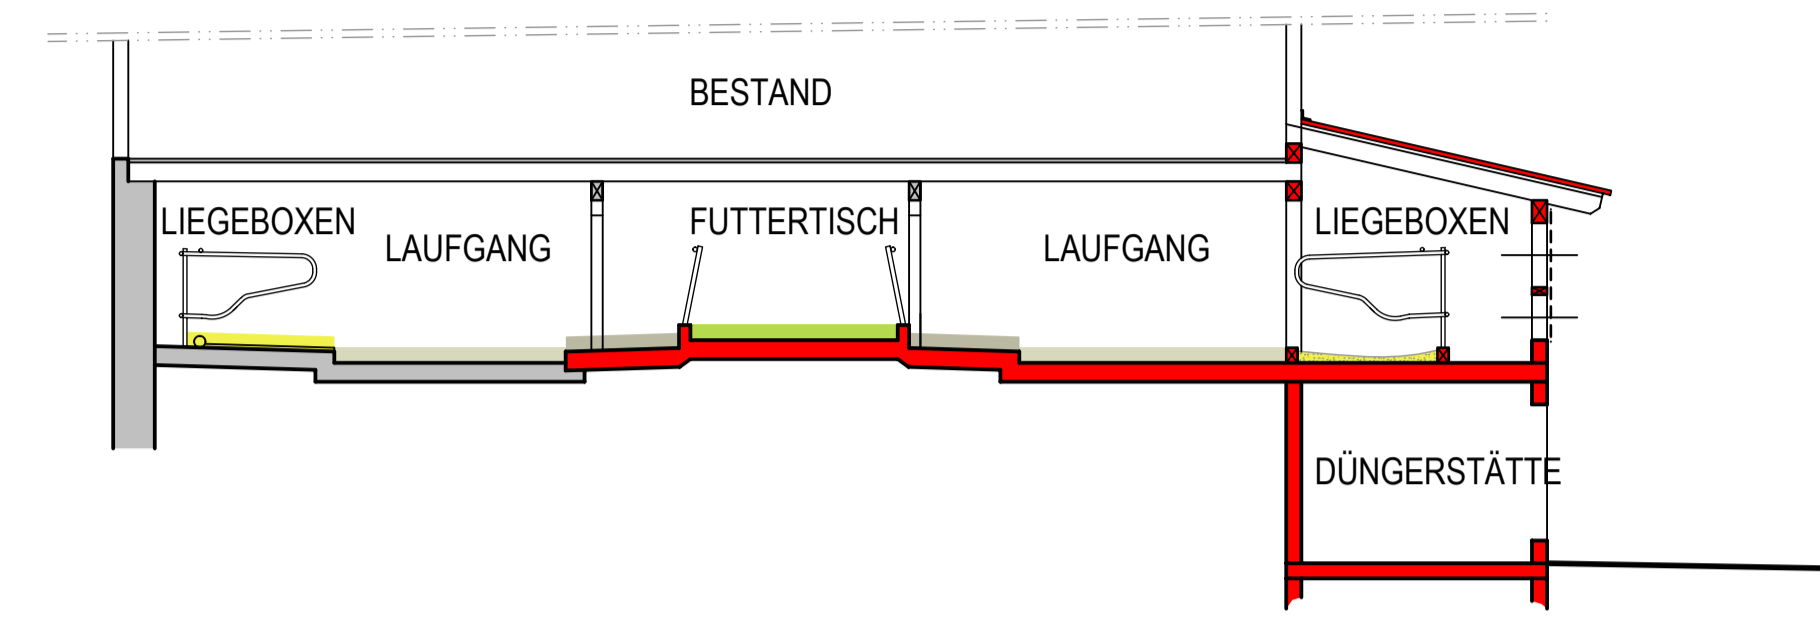 BESTAND
LIEGEBOXEN
LAUFGANG
FUTTERTISCH
LAUFGANG
LIEGEBOXEN
DÜNGERSTÄTTE